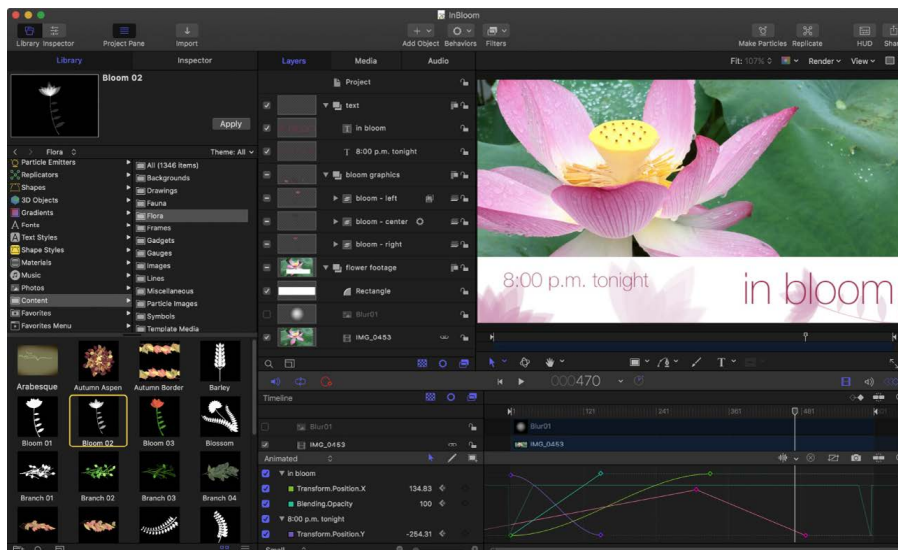 InBloom
Library Inspector
Project Pane
Import
Add Object Behaviors Filters
Make Particles Replicate
HUD
Library
Inspector
Layers
Media
Audio
Fit: 107%
Render
View
Bloom 02
Apply
Flora
Theme: All
Particle Emitters
Replicators
Shapes
3D Objects
Gradients
Fonts
Text Styles
Shape Styles
Materials
Music
Photos
Content
Favorites
Favorites Menu
All (1346 items)
Backgrounds
Drawings
Fauna
Flora
Frames
Gadgets
Gauges
Images
Lines
Miscellaneous
Particle Images
Symbols
Template Media
Arabesque
Autumn Aspen
Autumn Border
Barley
Bloom 01
Bloom 02
Bloom 03
Blossom
Branch 01
Branch 02
Branch 03
Branch 04
Project
text
in bloom
8:00 p.m. tonight
bloom graphics
bloom - left
bloom - center
bloom - right
flower footage
Rectangle
Blur01
IMG_0453
8:00 p.m. tonight
in bloom
000470
Timeline
121
241
361
481
Blur01
Blur01
IMG_0453
IMG_0453
Animated
in bloom
Transform.Position.X
134.83
Blending.Opacity
100
8:00 p.m. tonight
Transform.Position.Y
-254.31